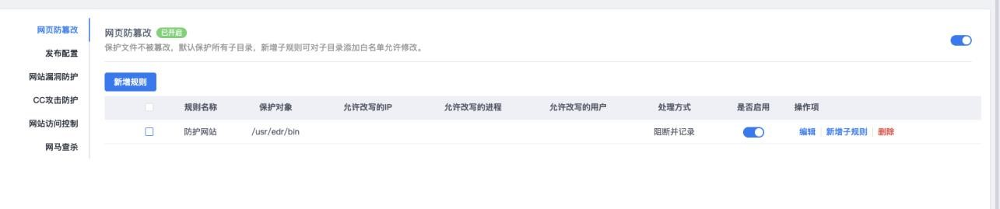 网页防篡改
发布配置
网站漏洞防护
CC攻击防护
网站访问控制
网马查杀
网页防篡改 已开启
保护文件不被篡改，默认保护所有子目录，新增子规则可对子目录添加白名单允许修改。
新增规则
规则名称 保护对象 允许改写的IP 允许改写的进程 允许改写的用户 处理方式 是否启用 操作项
防护网站 /usr/edr/bin 阻断并记录 编辑 新增子规则 删除